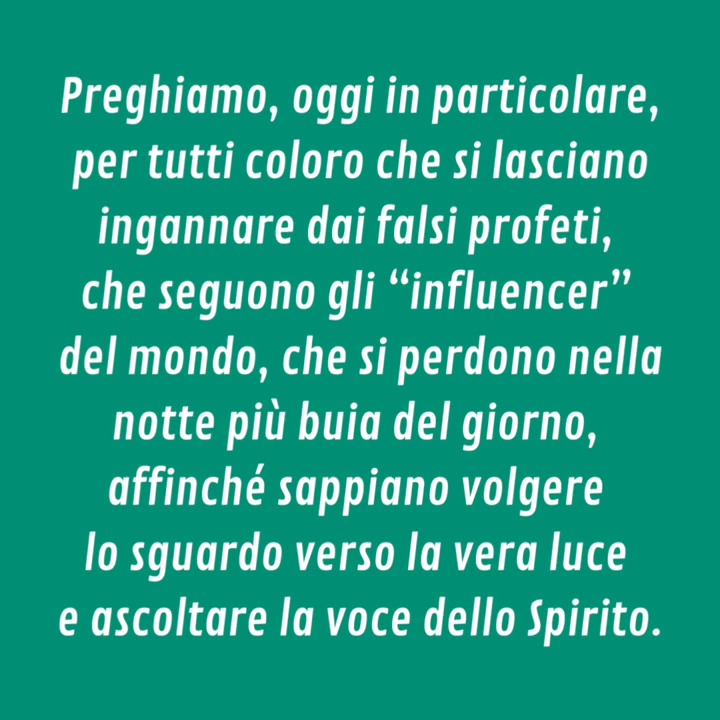 Preghiamo, oggi in particolare,
per tutti coloro che si lasciano
ingannare dai falsi profeti,
che seguono gli “influencer”
del mondo, che si perdono nella
notte più buia del giorno,
affinché sappiano volgere
lo sguardo verso la vera luce
e ascoltare la voce dello Spirito.